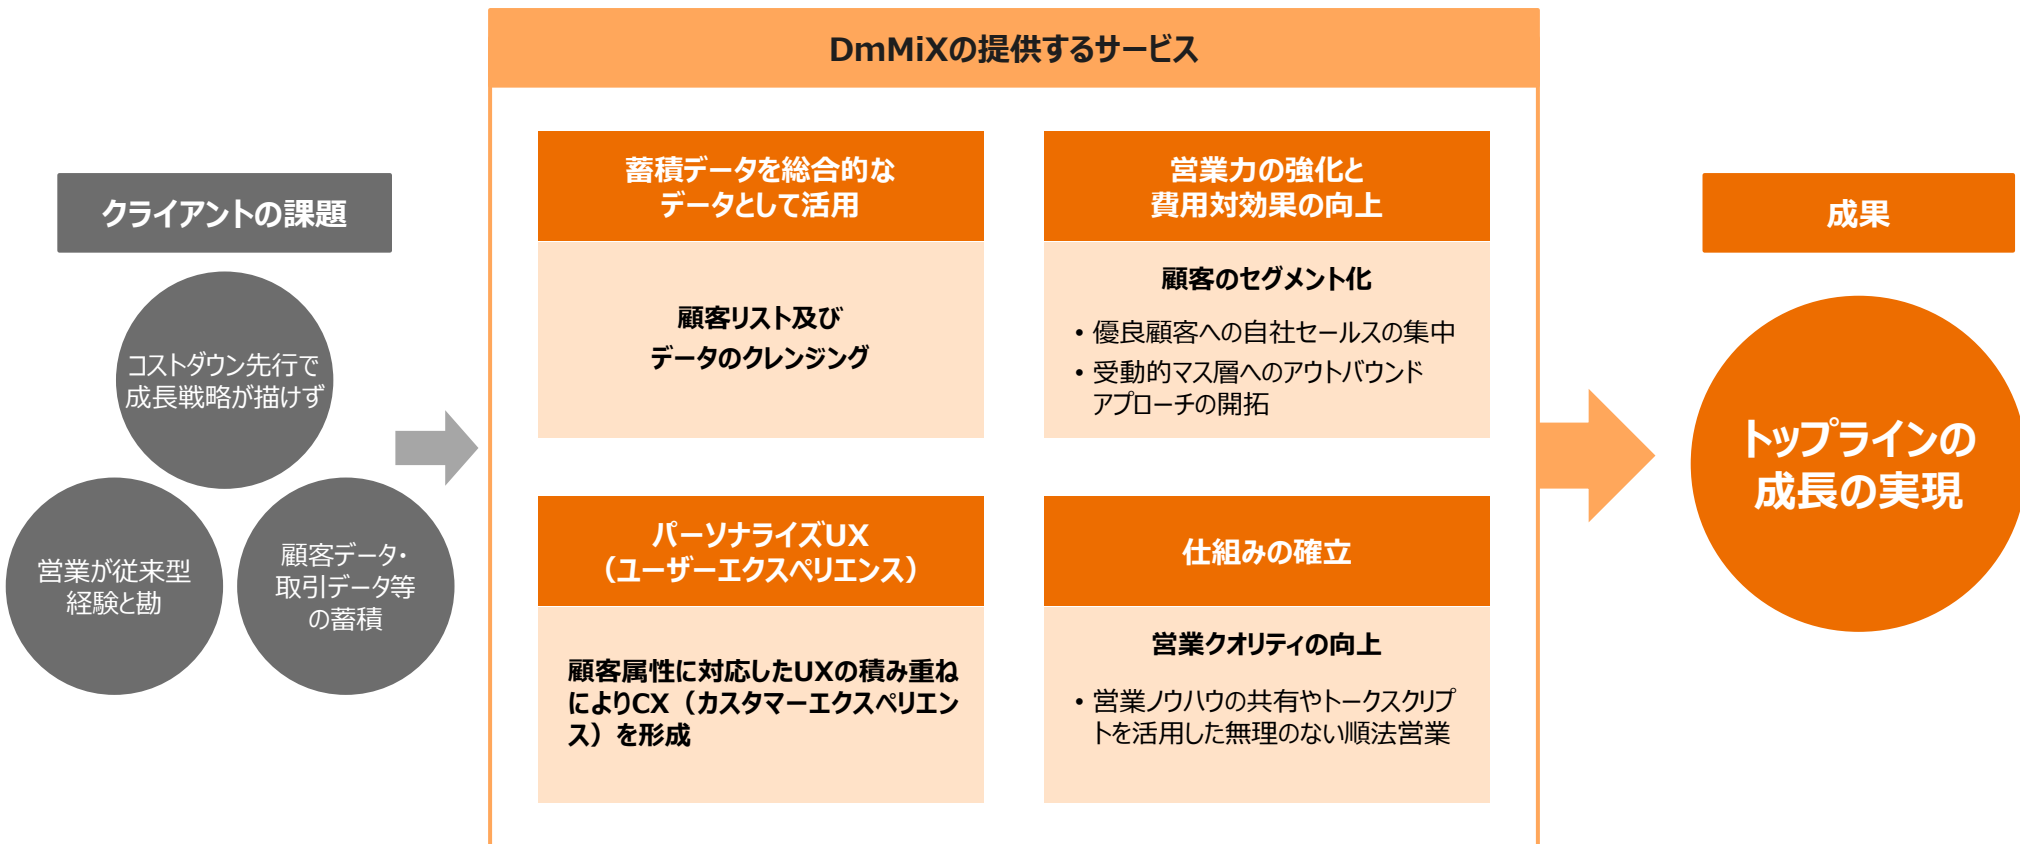 DmMiXの提供するサービス
クライアントの課題
コストダウン先行で
成長戦略が描けず
営業が従来型
経験と勘
顧客データ・
取引データ等
の蓄積
蓄積データを総合的な
データとして活用
顧客リスト及び
データのクレンジング
営業力の強化と
費用対効果の向上
顧客のセグメント化
・優良顧客への自社セールスの集中
・受動的マス層へのアウトバウンド
アプローチの開拓
パーソナライズUX
（ユーザーエクスペリエンス）
顧客属性に対応したUXの積み重ね
によりCX（カスタマーエクスペリエン
ス）を形成
仕組みの確立
営業クオリティの向上
・営業ノウハウの共有やトークスクリプ
トを活用した無理のない順法営業
成果
トップラインの
成長の実現